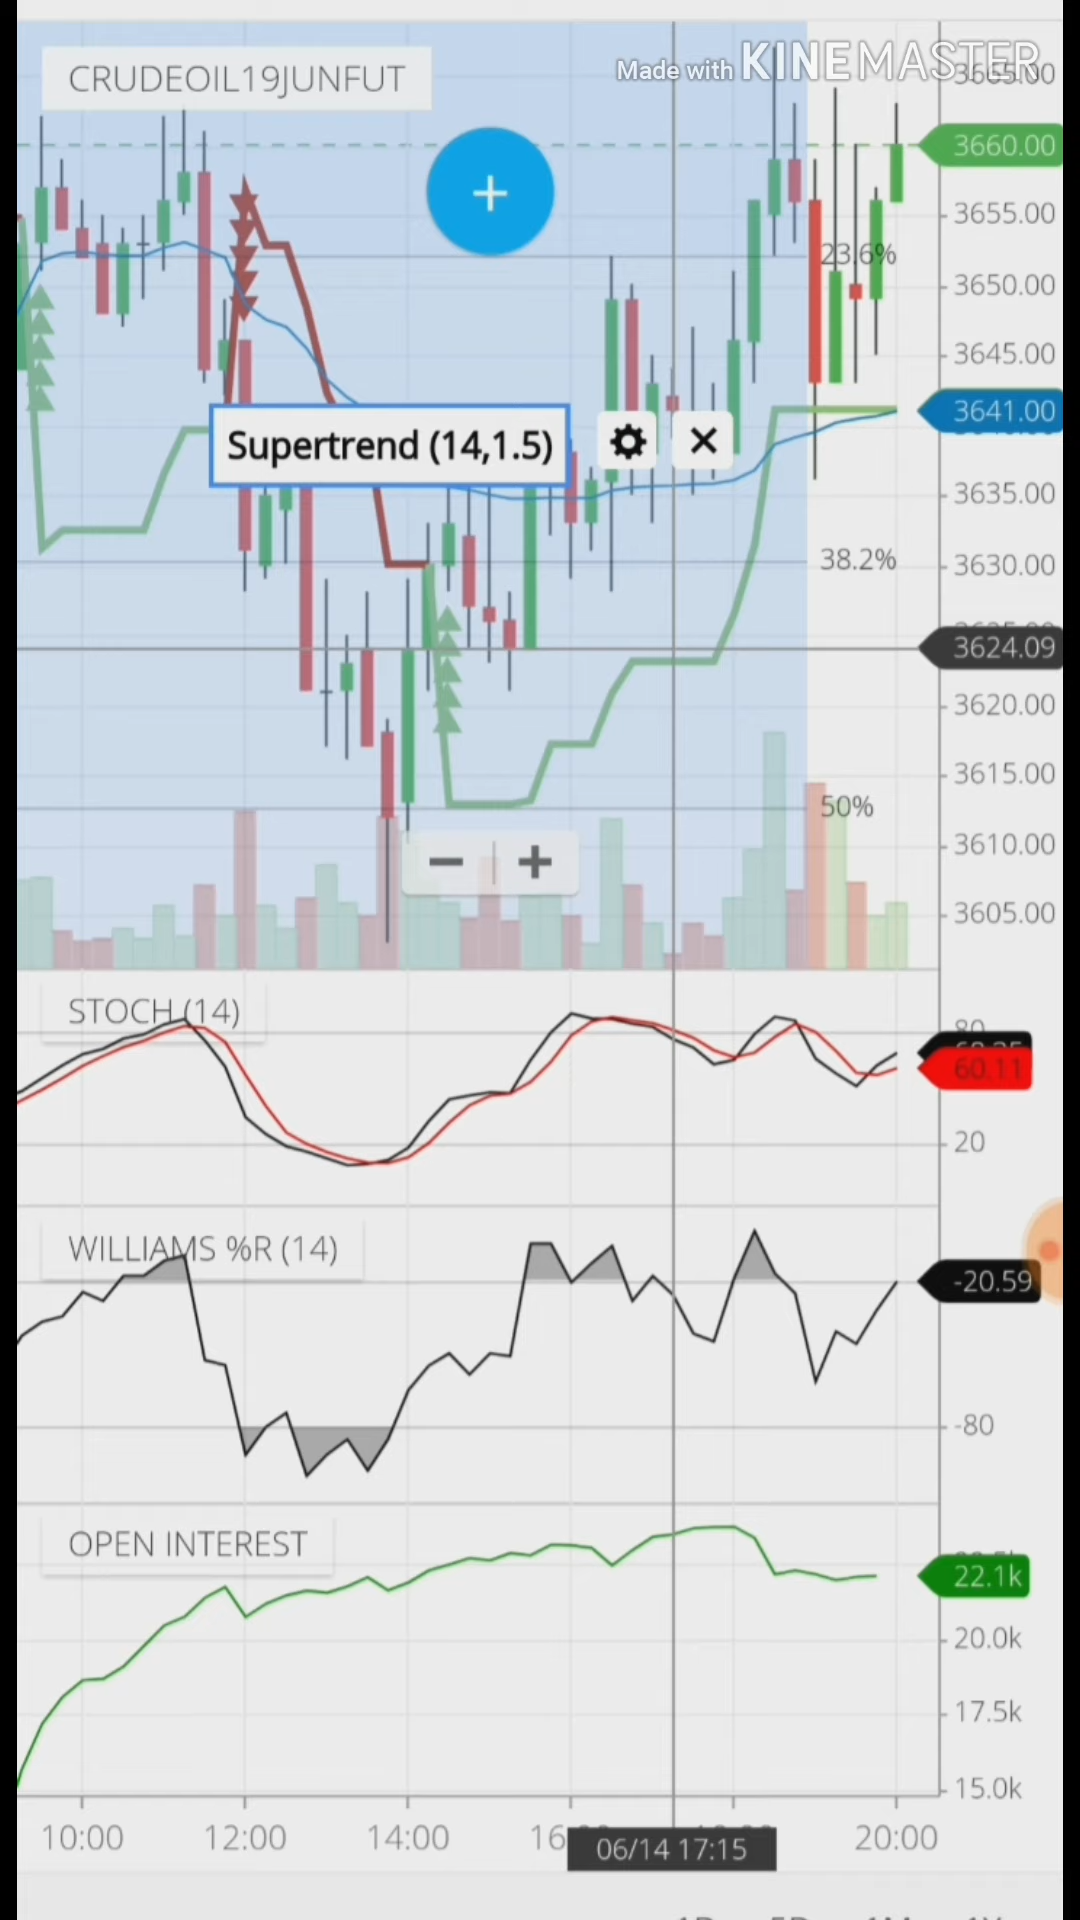 Made with KINEMASTER
CRUDEOIL19JUNFUT
3665.00
3660.00
3655.00
23.6%
3650.00
3645.00
3641.00
Supertrend (14,1.5)
3635.00
38.2%
3630.00
3624.09
3620.00
3615.00
50%
3610.00
3605.00
STOCH (14)
80
60.11
20
WILLIAMS %R (14)
-20.59
-80
OPEN INTEREST
22.1k
20.0k
17.5k
15.0k
10:00 12:00 14:00 20:00
06/14 17:15